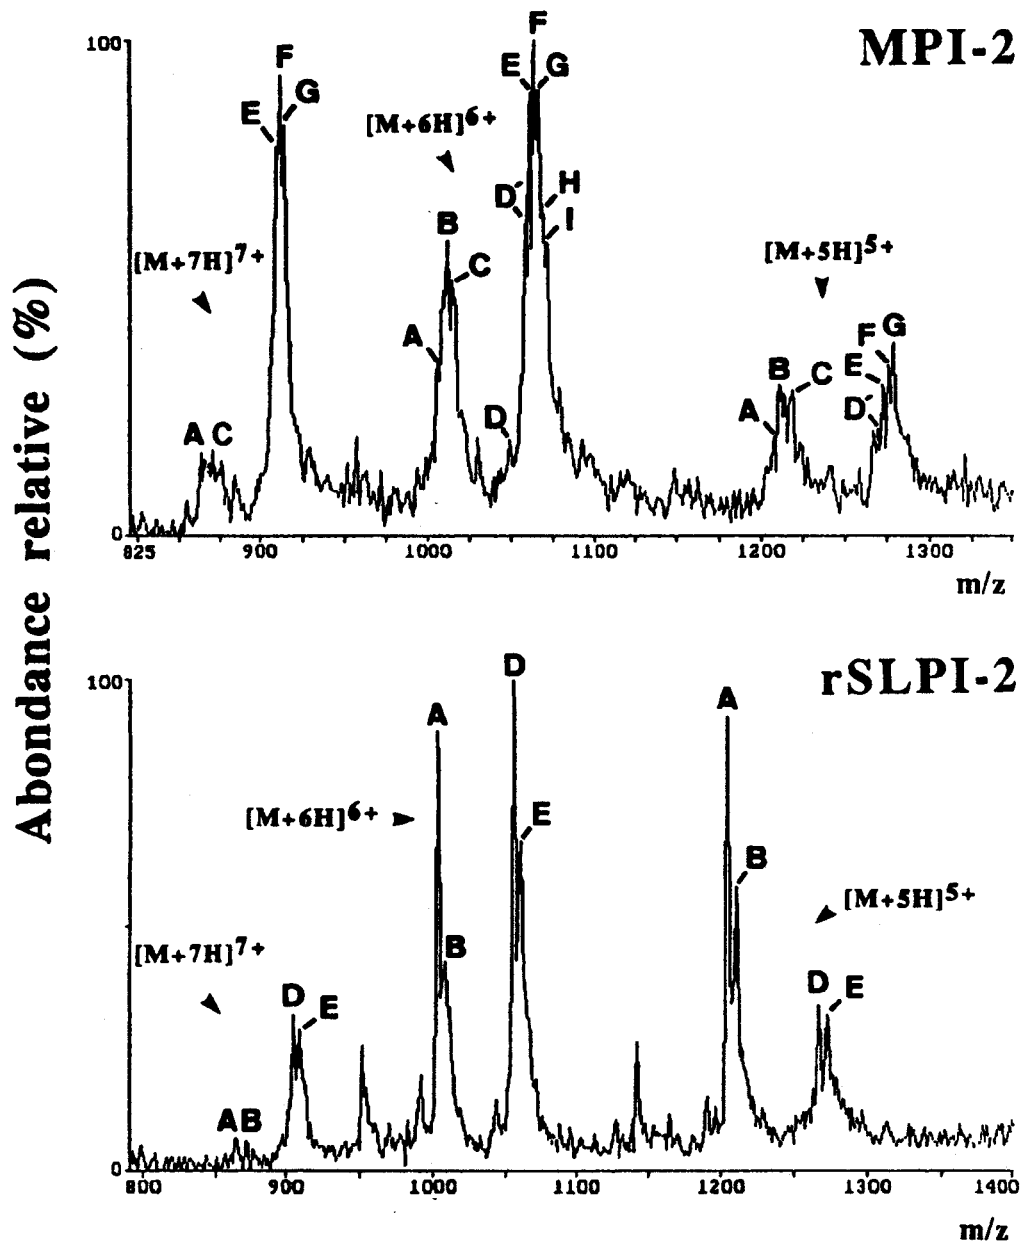 MPI-2
100
F
E
G
[M+6H]6+
F
E
G
D'
H
I
B
C
[M+7H]7+
A
[M+5H]5+
F
G
E
B
C
A
D'
D
A
C
0
825
900
1000
1100
1200
1300
m/z
Abondance relative (%)
rSLPI-2
100
D
A
A
[M+6H]6+
E
B
[M+5H]5+
[M+7H]7+
B
D
E
D
E
A
B
0
800
900
1000
1100
1200
1300
1400
m/z